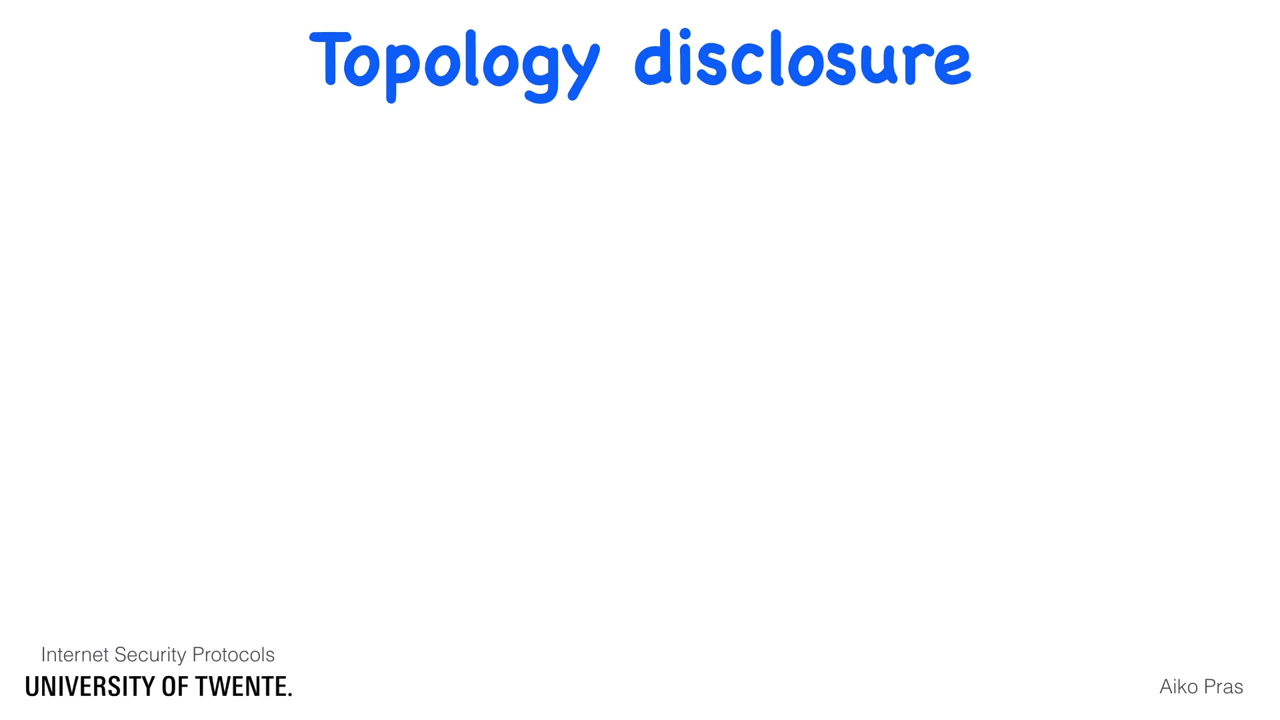 Topology disclosure
Internet Security Protocols
UNIVERSITY OF TWENTE.
Aiko Pras